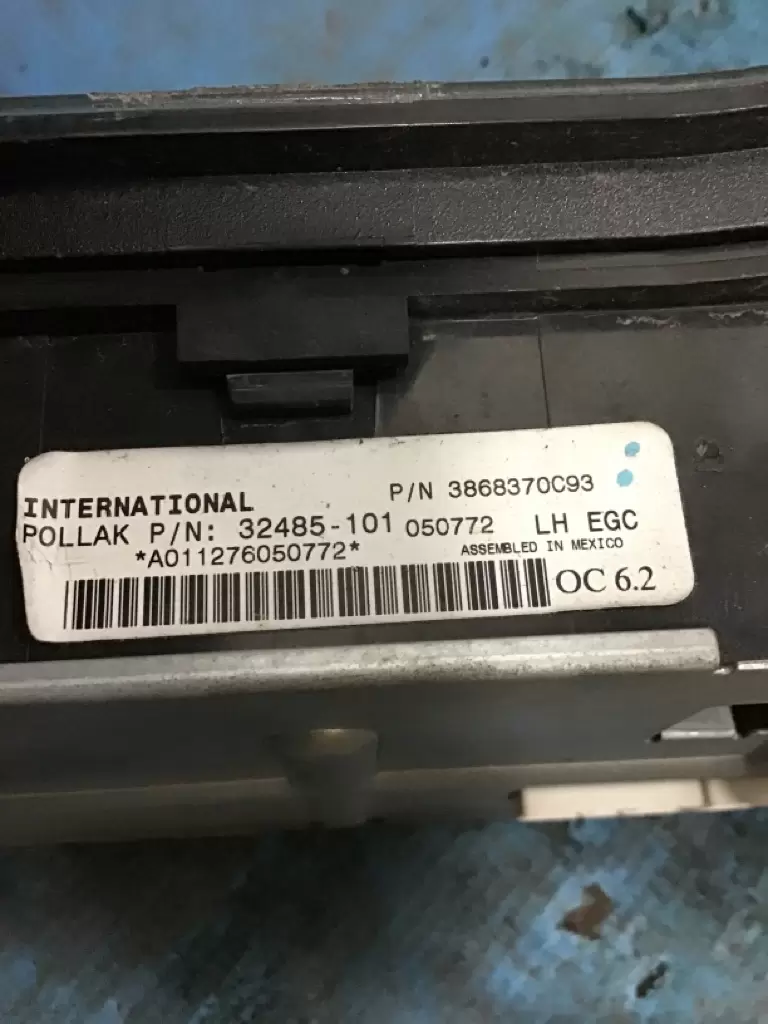 P/N 3868370C93
INTERNATIONAL
POLLAK P/N: 32485-101 050772 LH EGC
*A011276050772* ASSEMBLED IN MEXICO
OC 6.2